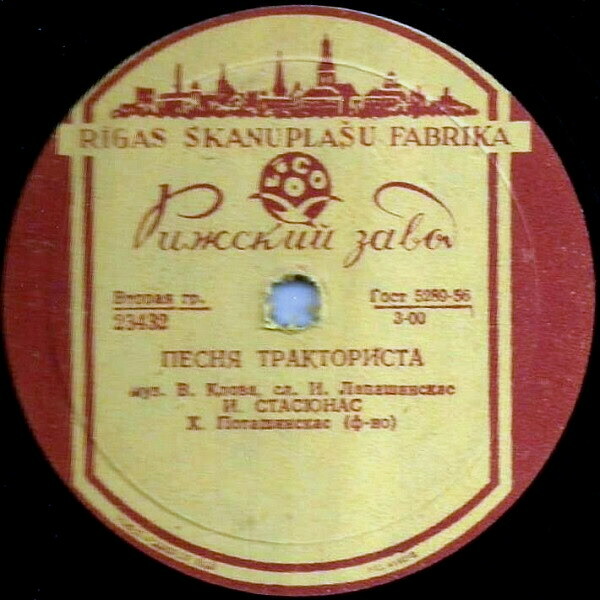 RĪGAS SKAŅUPLAŠU FABRIKA
Рижский завод
Вторая гр.
23432
Гост 5289-56
3-00
ПЕСНЯ ТРАКТОРИСТА
муз. В. Клова, сл. И. Лапашинскас
И. СТАСЮНАС
Х. Поташинскас (ф-но)